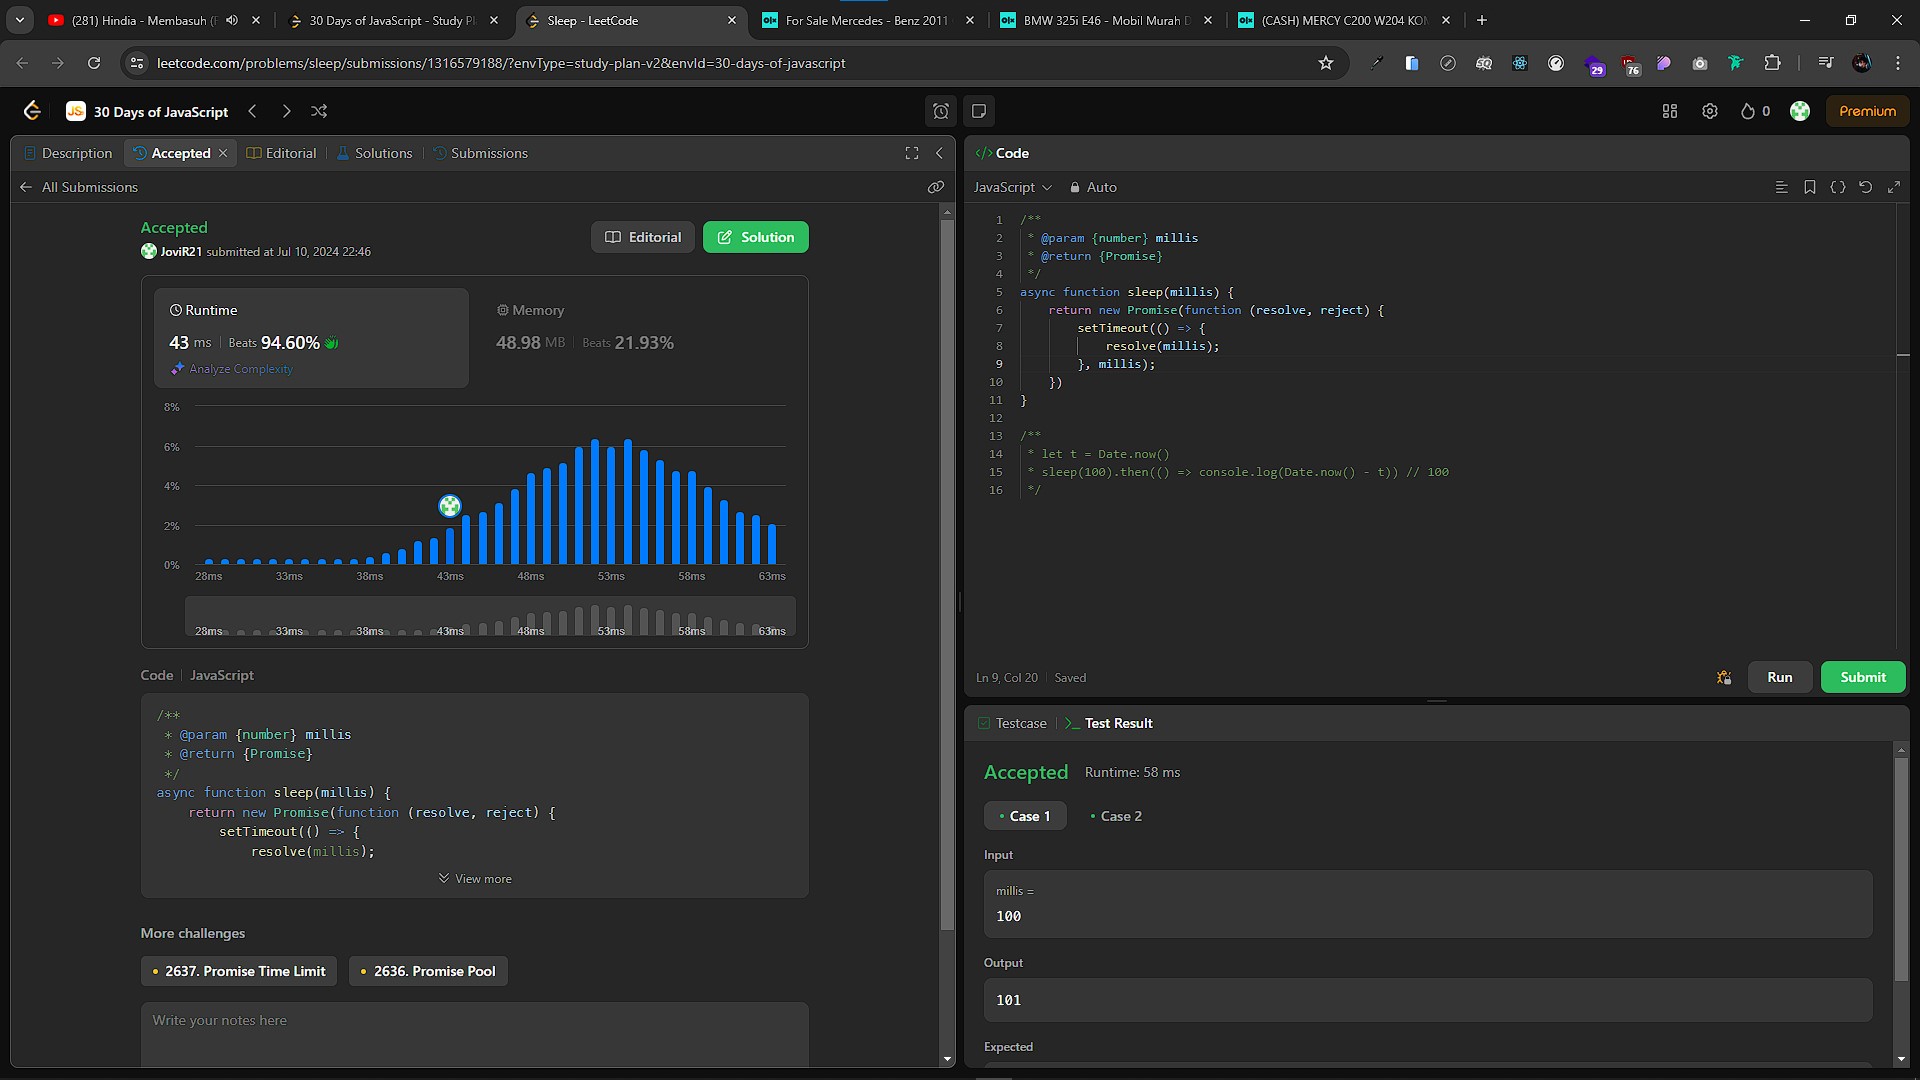 (281) Hindia - Membasuh (
30 Days of JavaScript - Study Pl
Sleep - LeetCode
For Sale Mercedes - Benz 2011
BMW 325i E46 - Mobil Murah D
(CASH) MERCY C200 W204 KON
leetcode.com/problems/sleep/submissions/1316579188/?envType=study-plan-v2&envId=30-days-of-javascript
29
76
JS
30 Days of JavaScript
0
Premium
Description
Accepted
Editorial
Solutions
Submissions
All Submissions
Accepted
JoviR21 submitted at Jul 10, 2024 22:46
Editorial
Solution
Runtime
43 ms
Beats 94.60%
Analyze Complexity
Memory
48.98 MB
Beats 21.93%
8%
6%
4%
2%
0%
28ms 33ms 38ms 43ms 48ms 53ms 58ms 63ms
28ms 33ms 38ms 43ms 48ms 53ms 58ms 63ms
Code
JavaScript
/**
* @param {number} millis
* @return {Promise}
*/
async function sleep(millis) {
return new Promise(function (resolve, reject) {
setTimeout(() => {
resolve(millis);
View more
More challenges
2637. Promise Time Limit
2636. Promise Pool
Write your notes here
</> Code
JavaScript
Auto
1 /**
2 * @param {number} millis
3 * @return {Promise}
4 */
5 async function sleep(millis) {
6 return new Promise(function (resolve, reject) {
7 setTimeout(() => {
8 resolve(millis);
9 }, millis);
10 })
11 }
12
13 /**
14 * let t = Date.now()
15 * sleep(100).then(() => console.log(Date.now() - t)) // 100
16 */
Ln 9, Col 20
Saved
Run
Submit
Testcase
>_ Test Result
Accepted
Runtime: 58 ms
Case 1
Case 2
Input
millis =
100
Output
101
Expected